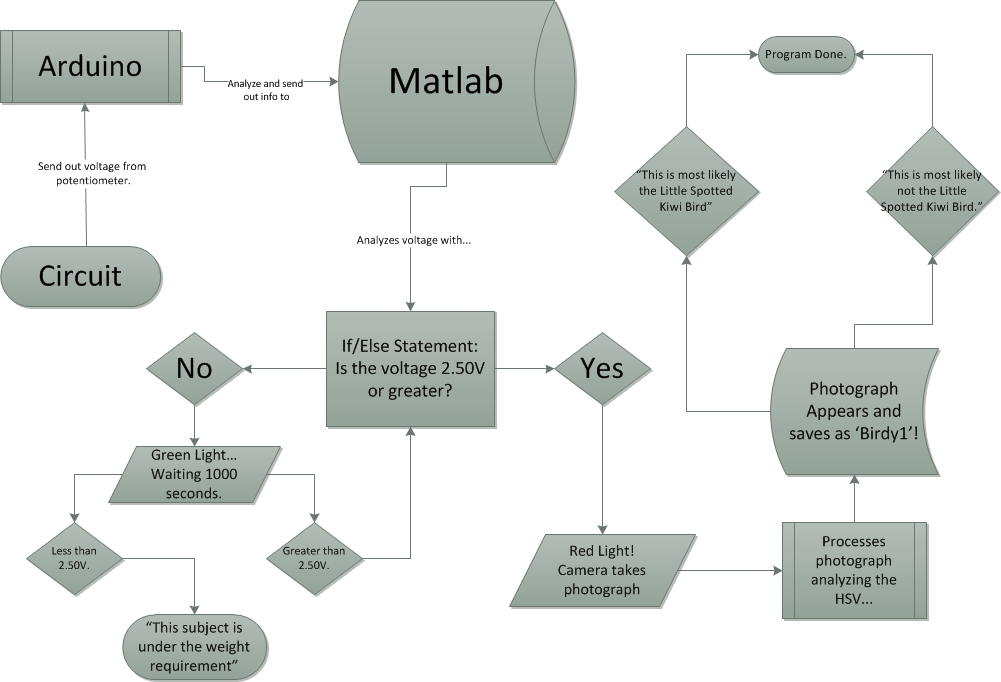 Arduino
Analyze and send
out info to
Matlab
Program Done.
Send out voltage from
potentiometer.
Circuit
Analyzes voltage with...
“This is most likely
the Little Spotted
Kiwi Bird”
“This is most likely
not the Little
Spotted Kiwi Bird.”
No
If/Else Statement:
Is the voltage 2.50V
or greater?
Yes
Photograph
Appears and
saves as ‘Birdy1’!
Green Light...
Waiting 1000
seconds.
Less than
2.50V.
Greater than
2.50V.
Red Light!
Camera takes
photograph
Processes
photograph
analyzing the
HSV...
“This subject is
under the weight
requirement”